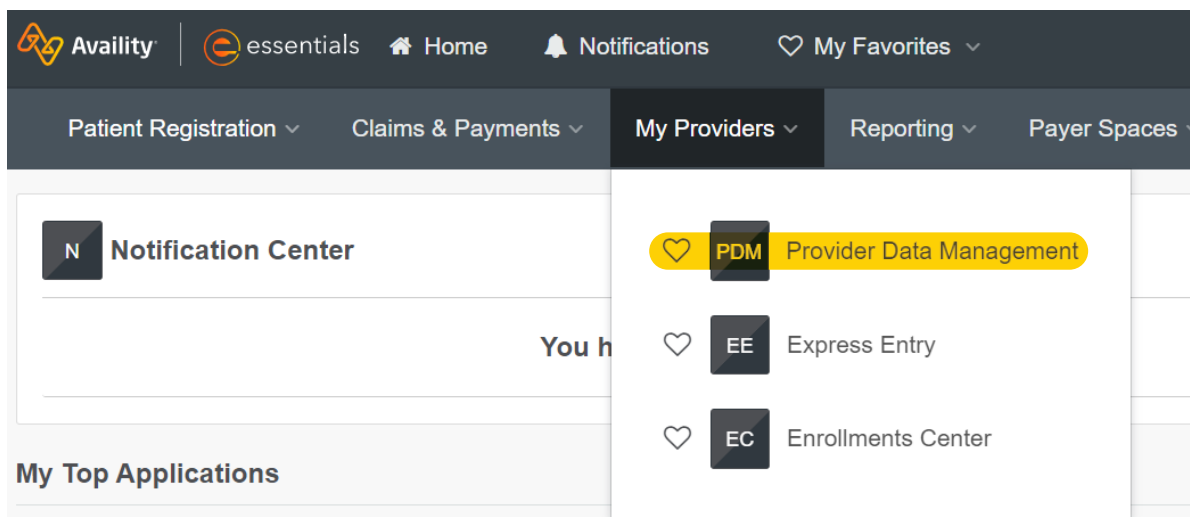 Availity essentials Home Notifications My Favorites
Patient Registration Claims & Payments My Providers Reporting Payer Spaces
N Notification Center
PDM Provider Data Management
You h
EE Express Entry
EC Enrollments Center
My Top Applications